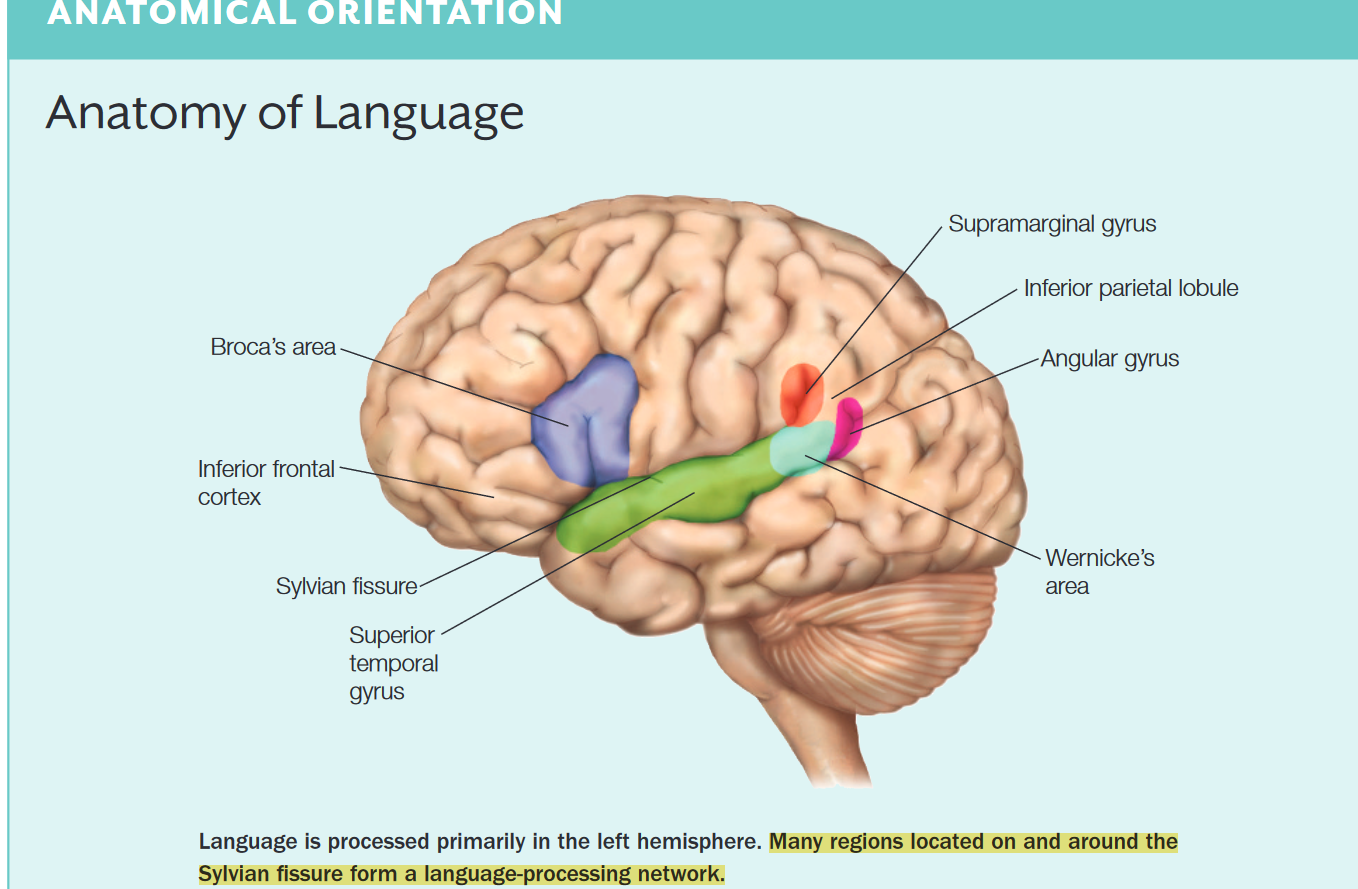 ANATOMICAL ORIENTATION
Anatomy of Language
Supramarginal gyrus
Inferior parietal lobule
Broca’s area
Angular gyrus
Inferior frontal
cortex
Wernicke’s
area
Sylvian fissure
Superior
temporal
gyrus
Language is processed primarily in the left hemisphere. Many regions located on and around the
Sylvian fissure form a language-processing network.